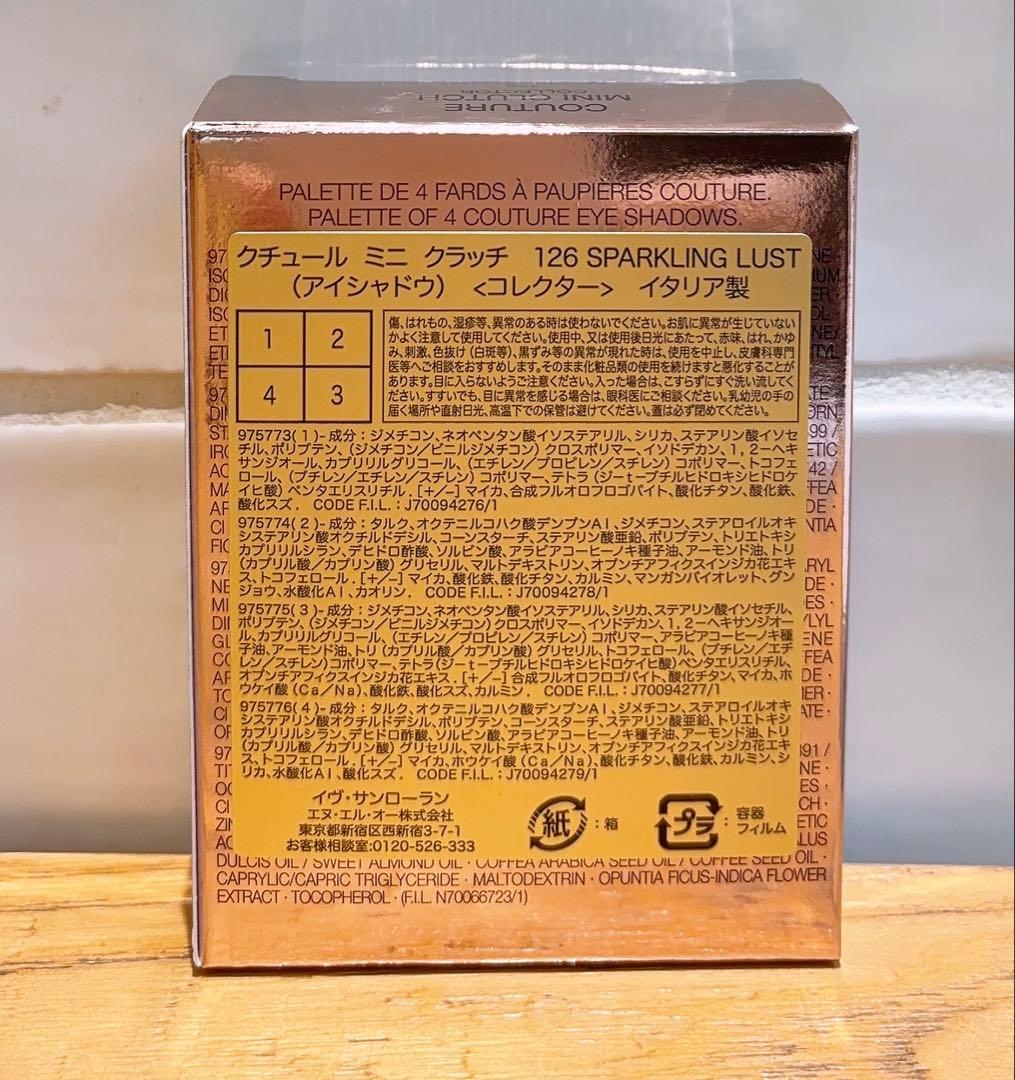 COUTURE
MINI CLUTCH
COLLECTOR
PALETTE DE 4 FARDS À PAUPIÈRES COUTURE.
PALETTE OF 4 COUTURE EYE SHADOWS.
クチュール ミニ クラッチ 126 SPARKLING LUST
（アイシャドウ） <コレクター> イタリア製
1 2
4 3
傷、はれもの、湿疹等、異常のある時は使わないでください。お肌に異常が生じていない
かよく注意して使用してください。使用中、又は使用後日光にあたって、赤味、はれ、かゆ
み、刺激、色抜け（白斑等）、黒ずみ等の異常が現れた時は、使用を中止し、皮膚科専門
医等へご相談をおすすめします。そのまま化粧品類の使用を続けますと悪化することが
あります。目に入らないようご注意ください。入った場合は、こすらずにすぐ洗い流してく
ださい。すすいでも、目に異常を感じる場合は、眼科医にご相談ください。乳幼児の手の
届く場所や直射日光、高温下での保管は避けてください。蓋は必ず閉めてください。
975773(1)-成分：ジメチコン、ネオペンタン酸イソステアリル、シリカ、ステアリン酸イソセ
チル、ポリブテン、（ジメチコン／ビニルジメチコン）クロスポリマー、イソドデカン、1，2－ヘキ
サンジオール、カプリリルグリコール、（エチレン／プロピレン／スチレン）コポリマー、トコフェ
ロール、（ブチレン／エチレン／スチレン）コポリマー、テトラ（ジ－t－ブチルヒドロキシヒドロケ
イヒ酸）ペンタエリスリチル．[＋/－] マイカ、合成フルオロフロゴパイト、酸化チタン、酸化鉄、
酸化スズ． CODE F.I.L.：J70094276/1
975774(2)-成分：タルク、オクテニルコハク酸デンプンAl、ジメチコン、ステアロイルオキ
システアリン酸オクチルドデシル、コーンスターチ、ステアリン酸亜鉛、ポリブテン、トリエトキシ
カプリリルシラン、デヒドロ酢酸、ソルビン酸、アラビアコーヒーノキ種子油、アーモンド油、トリ
（カプリル酸／カプリン酸）グリセリル、マルトデキストリン、オプンチアフィクスインジカ花エキ
ス、トコフェロール．[＋/－] マイカ、酸化鉄、酸化チタン、カルミン、マンガンバイオレット、グン
ジョウ、水酸化Al、カオリン． CODE F.I.L.：J70094278/1
975775(3)-成分：ジメチコン、ネオペンタン酸イソステアリル、シリカ、ステアリン酸イソセチル、
ポリブテン、（ジメチコン／ビニルジメチコン）クロスポリマー、イソドデカン、1，2－ヘキサンジオー
ル、カプリリルグリコール、（エチレン／プロピレン／スチレン）コポリマー、アラビアコーヒーノキ種
子油、アーモンド油、トリ（カプリル酸／カプリン酸）グリセリル、トコフェロール、（ブチレン／エチ
レン／スチレン）コポリマー、テトラ（ジ－t－ブチルヒドロキシヒドロケイヒ酸）ペンタエリスリチル、
オプンチアフィクスインジカ花エキス．[＋/－] 合成フルオロフロゴパイト、酸化チタン、マイカ、ホ
ウケイ酸（Ca／Na）、酸化鉄、酸化スズ、カルミン． CODE F.I.L.：J70094277/1
975776(4)-成分：タルク、オクテニルコハク酸デンプンAl、ジメチコン、ステアロイルオキ
システアリン酸オクチルドデシル、ポリブテン、コーンスターチ、ステアリン酸亜鉛、トリエトキシ
カプリリルシラン、デヒドロ酢酸、ソルビン酸、アラビアコーヒーノキ種子油、アーモンド油、トリ
（カプリル酸／カプリン酸）グリセリル、マルトデキストリン、オプンチアフィクスインジカ花エキ
ス、トコフェロール．[＋/－] マイカ、ホウケイ酸（Ca／Na）、酸化チタン、酸化鉄、カルミン、シ
リカ、水酸化Al、酸化スズ． CODE F.I.L.：J70094279/1
イヴ・サンローラン
エヌ・エル・オー株式会社
東京都新宿区西新宿3-7-1
お客様相談室:0120-526-333
紙：箱
プラ：容器
フィルム
DULCIS OIL / SWEET ALMOND OIL · COFFEA ARABICA SEED OIL / COFFEE SEED OIL ·
CAPRYLIC/CAPRIC TRIGLYCERIDE · MALTODEXTRIN · OPUNTIA FICUS-INDICA FLOWER
EXTRACT · TOCOPHEROL · (F.I.L. N70066723/1)